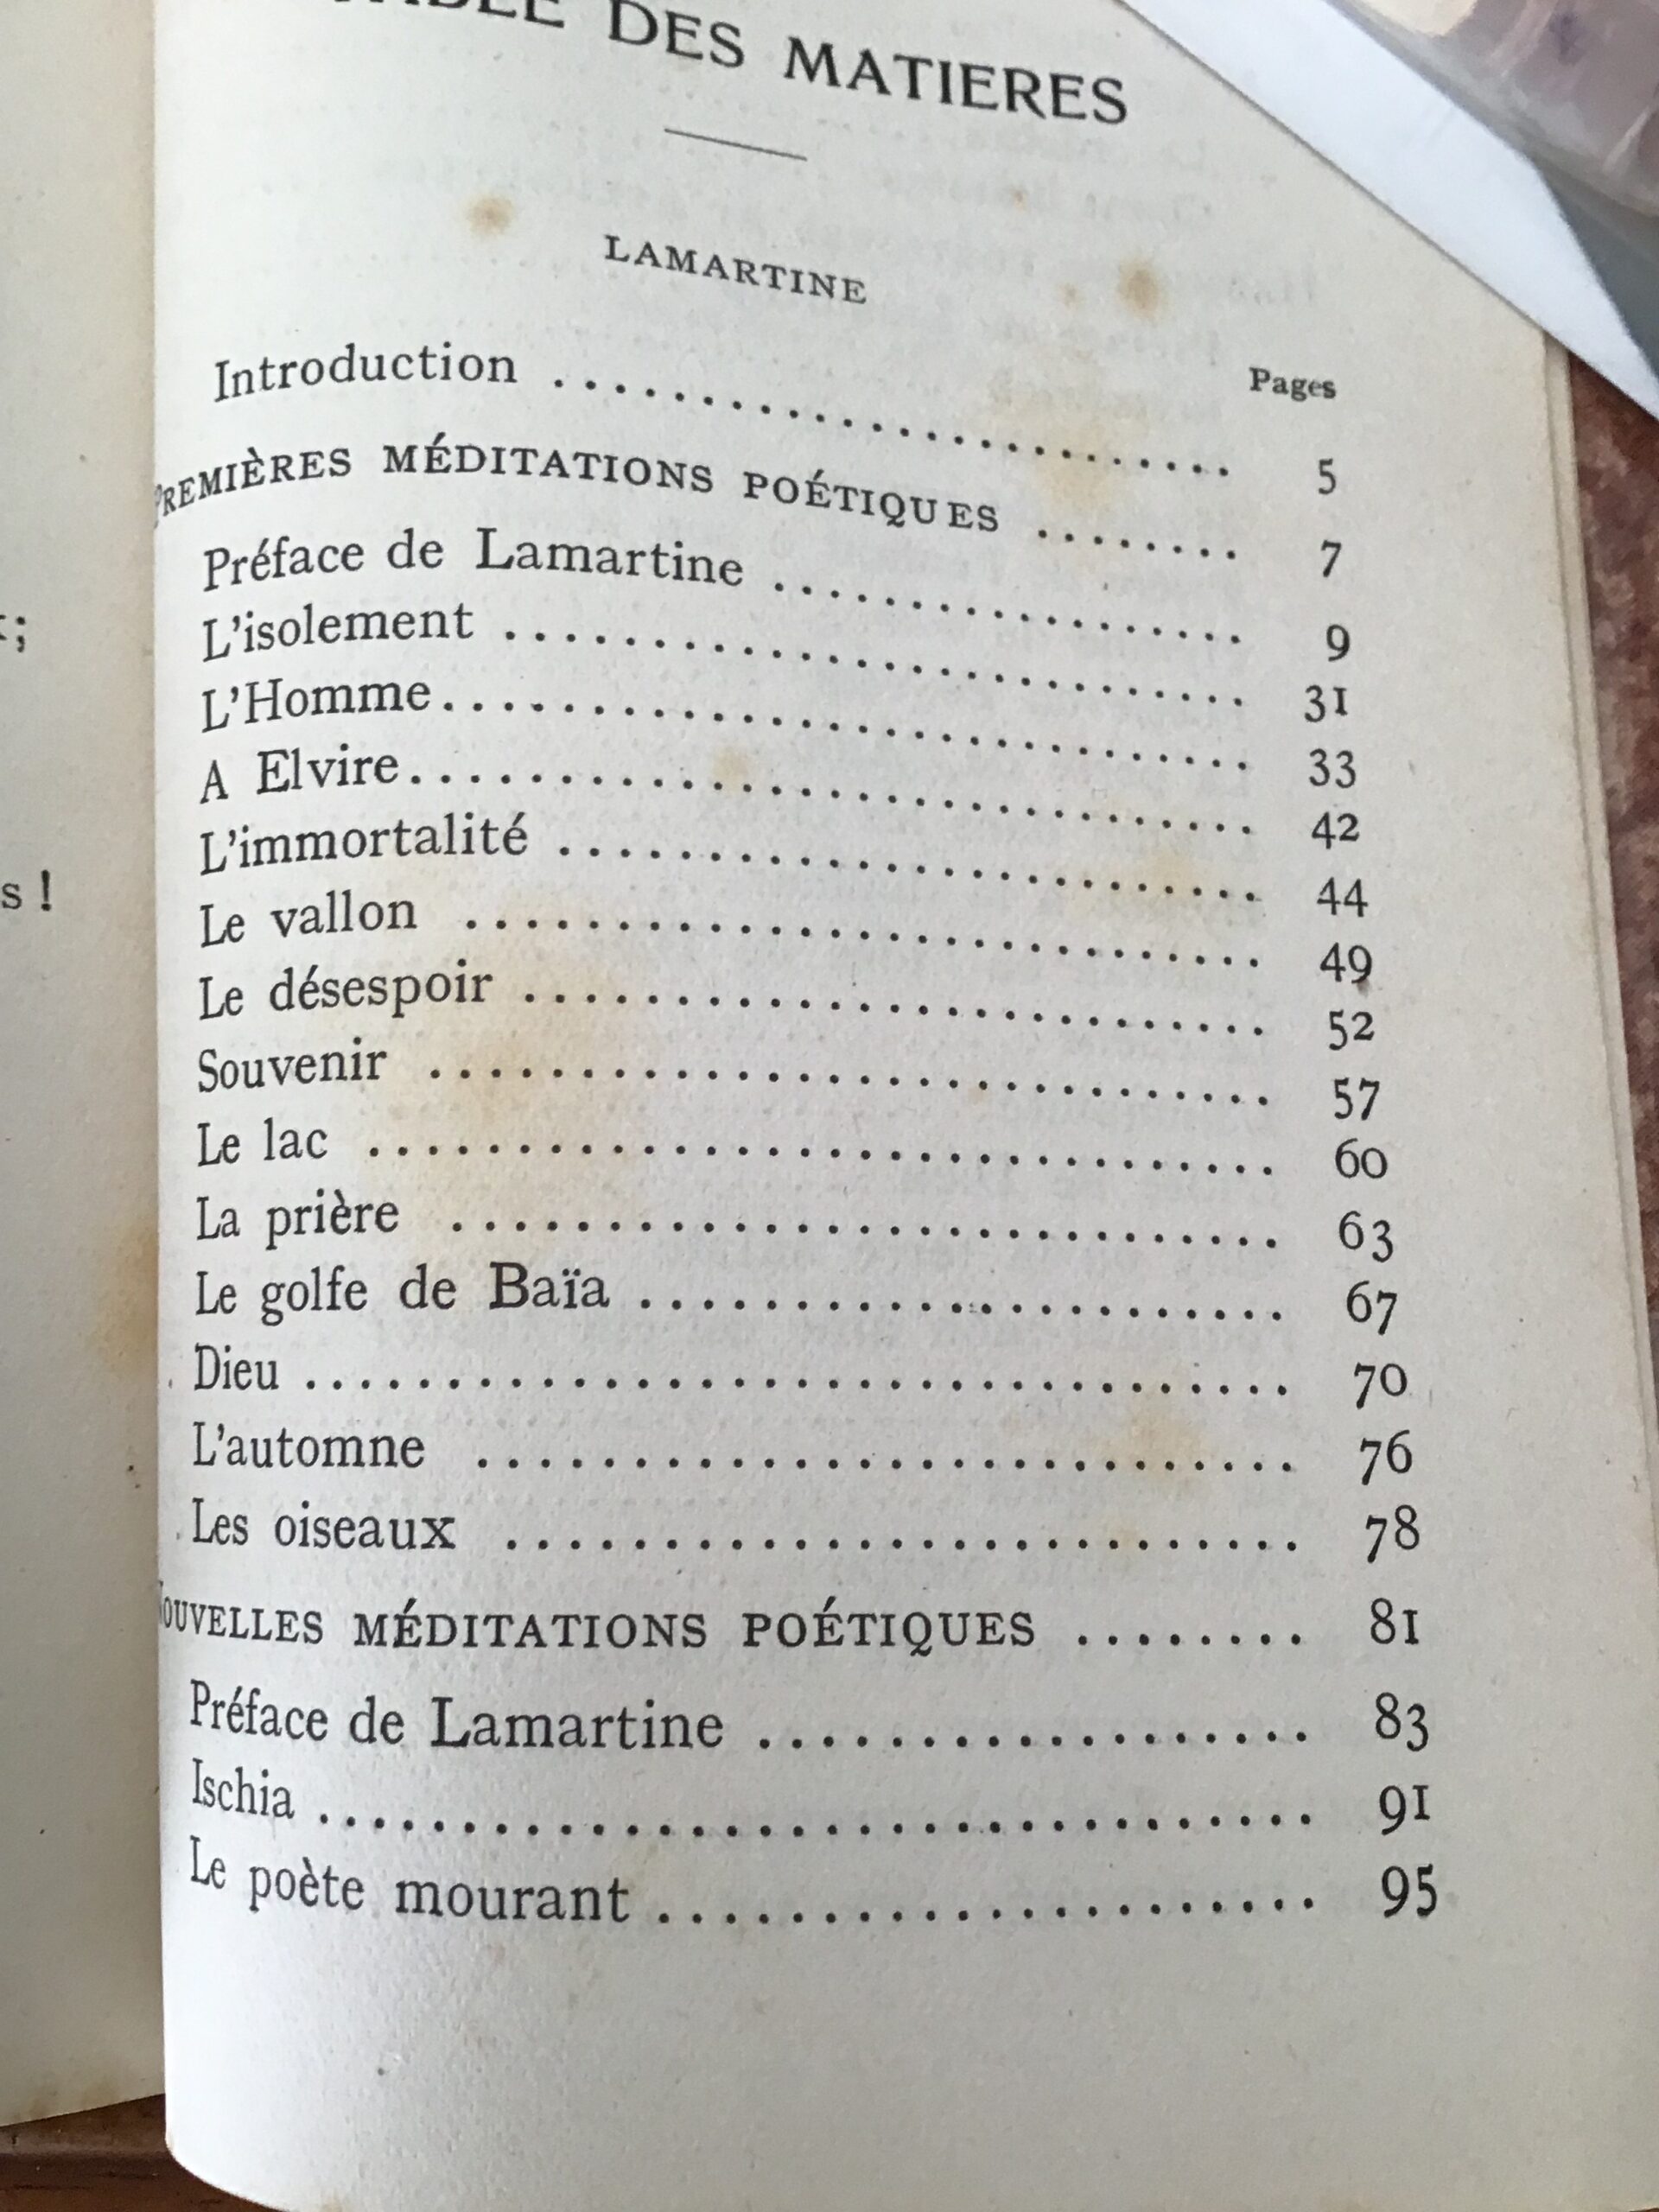 TABLE DES MATIERES
LAMARTINE
Pages
Introduction .......................... 5
PREMIÈRES MÉDITATIONS POÉTIQUES ........ 7
Préface de Lamartine .................. 9
L'isolement ........................... 31
L'Homme ............................... 33
A Elvire .............................. 42
L'immortalité ......................... 44
Le vallon ............................. 49
Le désespoir .......................... 52
Souvenir .............................. 57
Le lac ................................ 60
La prière ............................. 63
Le golfe de Baïa ...................... 67
Dieu .................................. 70
L'automne ............................. 76
Les oiseaux ........................... 78
NOUVELLES MÉDITATIONS POÉTIQUES ........ 81
Préface de Lamartine .................. 83
Ischia ................................ 91
Le poète mourant ...................... 95
s !